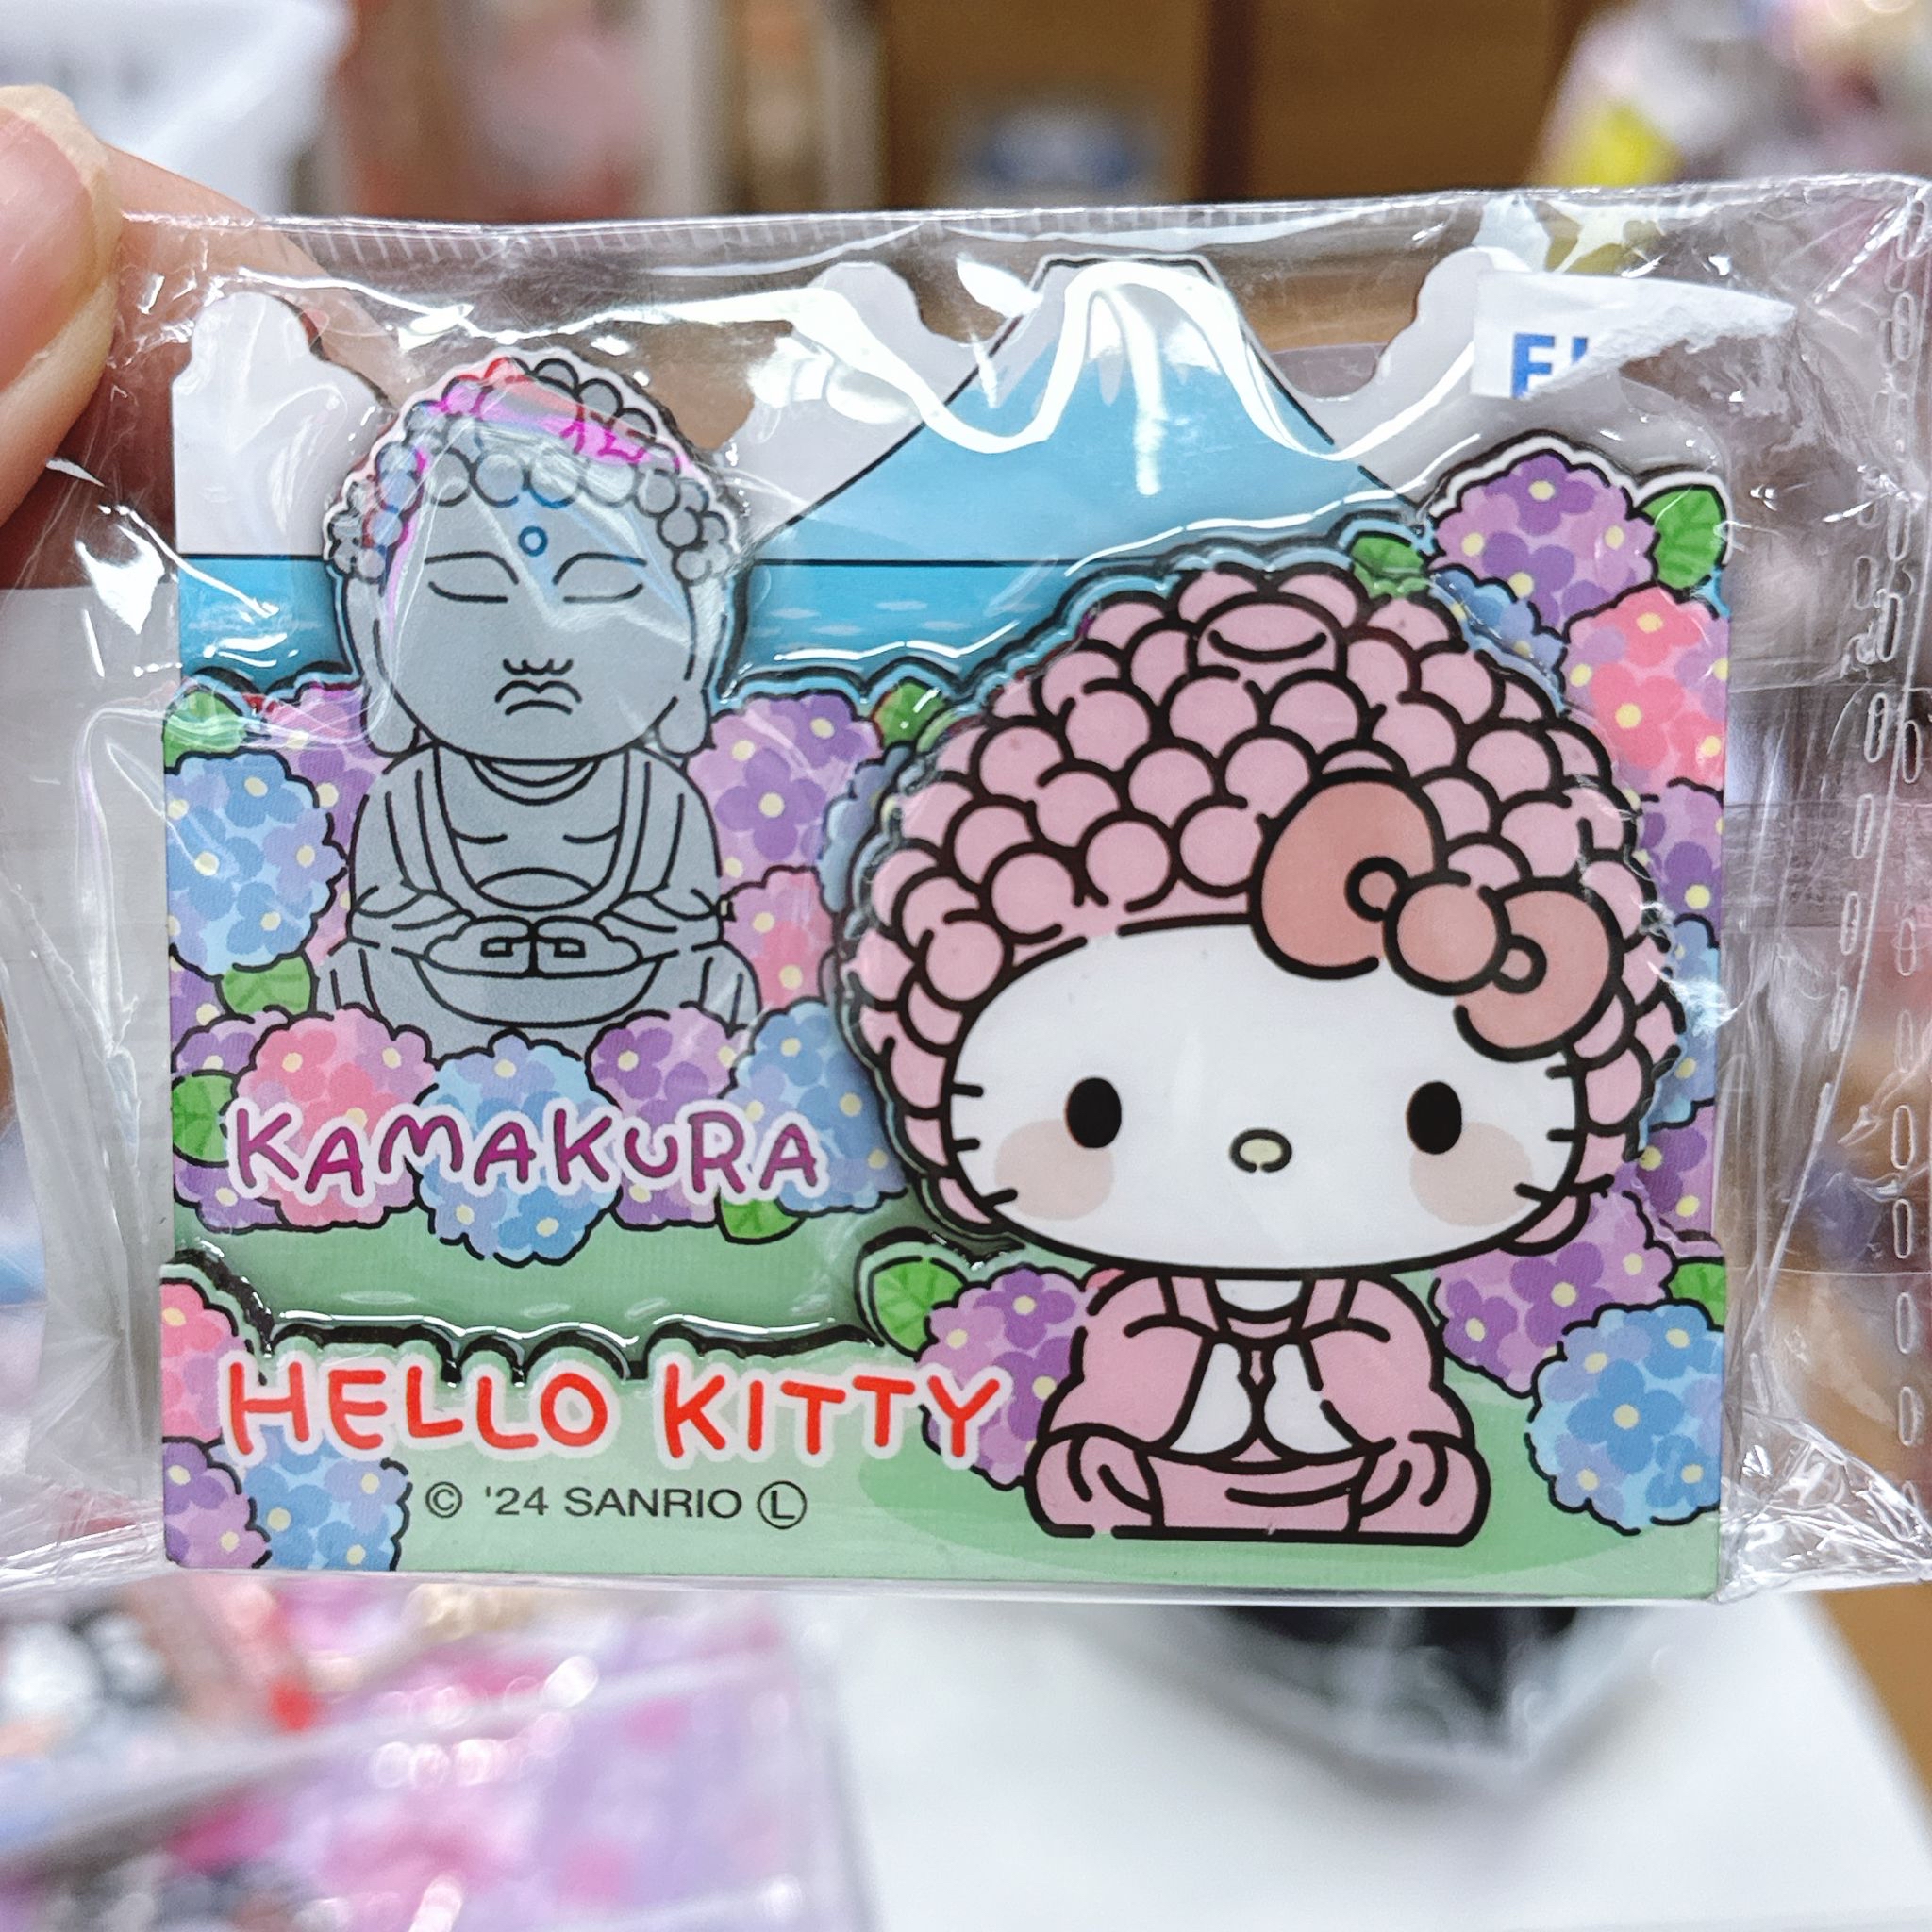 KAMAKURA
HELLO KITTY
© '24 SANRIO Ⓛ